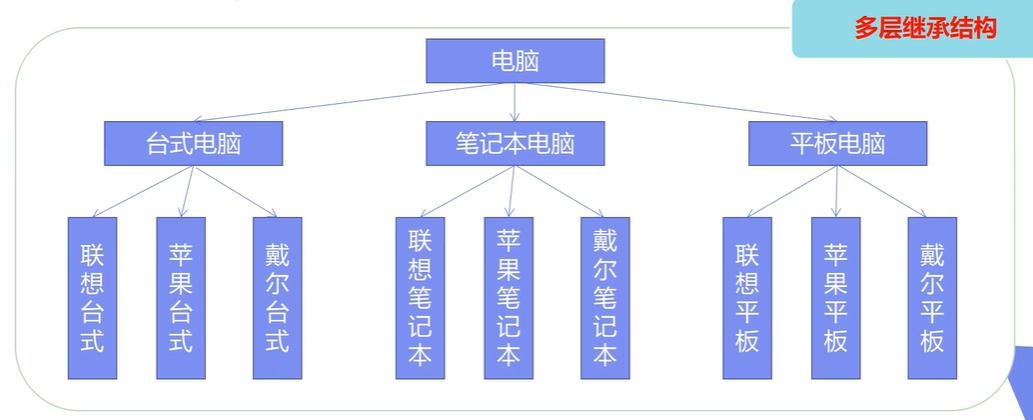 多层继承结构
电脑
台式电脑
笔记本电脑
平板电脑
联想台式
苹果台式
戴尔台式
联想笔记本
苹果笔记本
戴尔笔记本
联想平板
苹果平板
戴尔平板